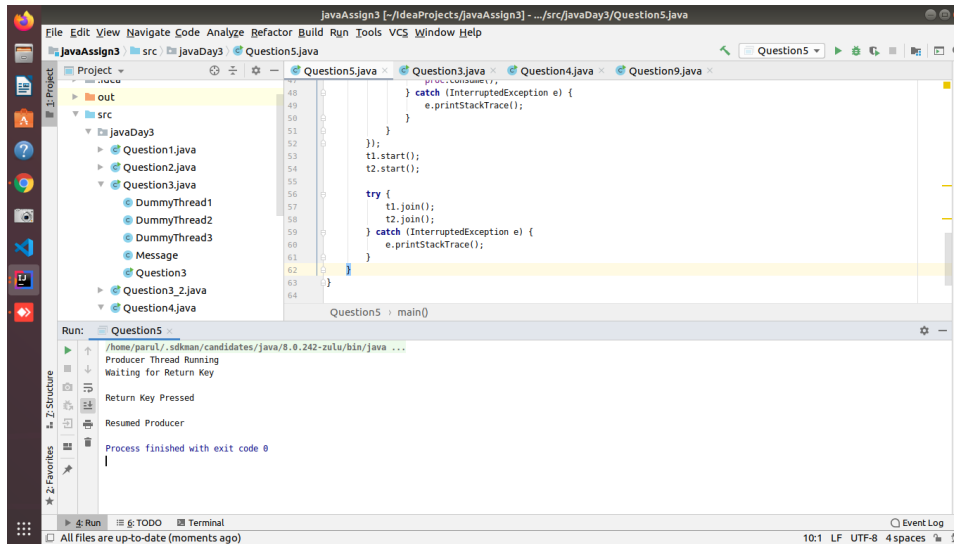 javaAssign3 [~/IdeaProjects/javaAssign3] - .../src/javaDay3/Question5.java
File Edit View Navigate Code Analyze Refactor Build Run Tools VCS Window Help
javaAssign3 src javaDay3 Question5.java Question5
1: Project
Project
Question5.java Question3.java Question4.java Question9.java
out
src
javaDay3
Question1.java
Question2.java
Question3.java
DummyThread1
DummyThread2
DummyThread3
Message
Question3
Question3_2.java
Question4.java
48 } catch (InterruptedException e) {
49 e.printStackTrace();
50 }
51 }
52 });
53 t1.start();
54 t2.start();
55
56 try {
57 t1.join();
58 t2.join();
59 } catch (InterruptedException e) {
60 e.printStackTrace();
61 }
62 }
63 }
64
Question5 › main()
Run: Question5
/home/parul/.sdkman/candidates/java/8.0.242-zulu/bin/java ...
Producer Thread Running
Waiting for Return Key
Return Key Pressed
Resumed Producer
Process finished with exit code 0
7: Structure
2: Favorites
4: Run 6: TODO Terminal Event Log
All files are up-to-date (moments ago) 10:1 LF UTF-8 4 spaces